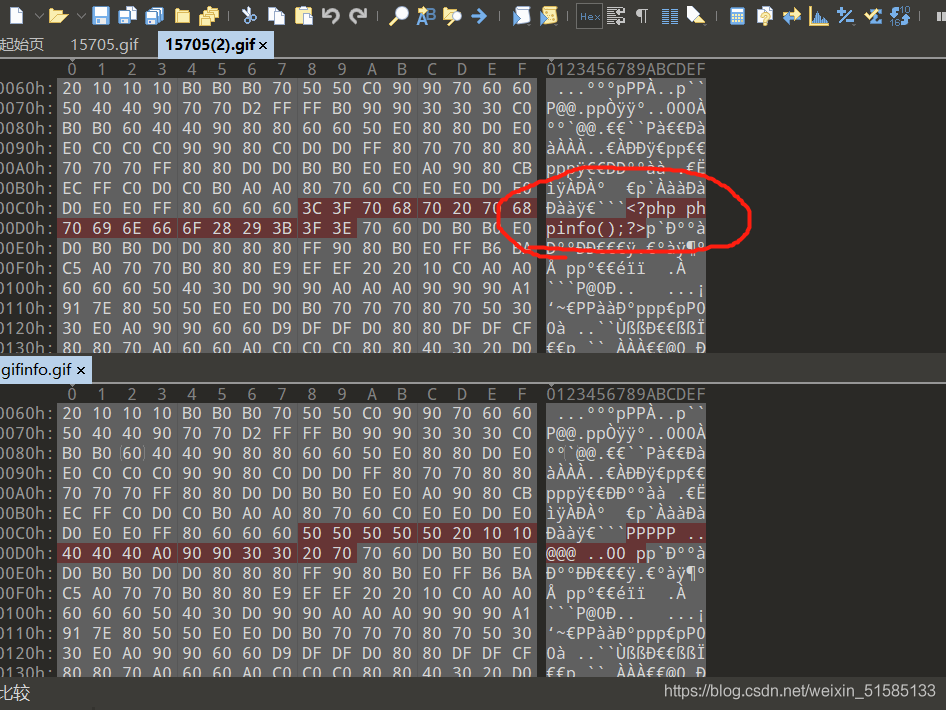 起始页 15705.gif 15705(2).gif ×
0 1 2 3 4 5 6 7 8 9 A B C D E F 0123456789ABCDEF
0060h: 20 10 10 10 B0 B0 B0 70 50 50 C0 90 90 70 60 60 ...°°°pPPÀ..p``
0070h: 50 40 40 90 70 70 D2 FF FF B0 90 90 30 30 30 C0 P@@.ppÒÿÿ°..000À
0080h: B0 B0 60 40 40 90 80 80 60 60 50 E0 80 80 D0 E0 °°`@@.€€``Pà€€Ðà
0090h: E0 C0 C0 C0 90 90 80 C0 D0 D0 FF 80 70 70 80 80 àÀÀÀ..€ÀÐÐÿ€pp€€
00A0h: 70 70 70 FF 80 80 D0 D0 B0 B0 E0 E0 A0 90 80 CB pppÿ€€ÐÐ°°àà .€Ë
00B0h: EC FF C0 D0 C0 B0 A0 A0 80 70 60 C0 E0 E0 D0 E0 ìÿÀÐÀ° €p`ÀààÐà
00C0h: D0 E0 E0 FF 80 60 60 60 3C 3F 70 68 70 20 70 68 Ðààÿ€```<?php ph
00D0h: 70 69 6E 66 6F 28 29 3B 3F 3E 70 60 D0 B0 B0 E0 pinfo();?>p`Ð°°à
00E0h: D0 B0 B0 D0 D0 80 80 80 FF 90 80 B0 E0 FF B6 BA Ð°°ÐÐ€€€ÿ.€°àÿ¶º
00F0h: C5 A0 70 70 B0 80 80 E9 EF EF 20 20 10 C0 A0 A0 Å pp°€€éïï .À
0100h: 60 60 60 50 40 30 D0 90 90 A0 A0 A0 90 90 90 A1 ```P@0Ð.. ...¡
0110h: 91 7E 80 50 50 E0 E0 D0 B0 70 70 70 80 70 50 30 ‘~€PPààÐ°ppp€pP0
0120h: 30 E0 A0 90 90 60 60 D9 DF DF D0 80 80 DF DF CF 0à ..``ÙßßÐ€€ßßÏ
0130h: 80 80 70 A0 60 60 A0 C0 C0 C0 80 80 40 30 20 D0 €€p `` ÀÀÀ€€@0 Ð
gifinfo.gif ×
0 1 2 3 4 5 6 7 8 9 A B C D E F 0123456789ABCDEF
0060h: 20 10 10 10 B0 B0 B0 70 50 50 C0 90 90 70 60 60 ...°°°pPPÀ..p``
0070h: 50 40 40 90 70 70 D2 FF FF B0 90 90 30 30 30 C0 P@@.ppÒÿÿ°..000À
0080h: B0 B0 60 40 40 90 80 80 60 60 50 E0 80 80 D0 E0 °°`@@.€€``Pà€€Ðà
0090h: E0 C0 C0 C0 90 90 80 C0 D0 D0 FF 80 70 70 80 80 àÀÀÀ..€ÀÐÐÿ€pp€€
00A0h: 70 70 70 FF 80 80 D0 D0 B0 B0 E0 E0 A0 90 80 CB pppÿ€€ÐÐ°°àà .€Ë
00B0h: EC FF C0 D0 C0 B0 A0 A0 80 70 60 C0 E0 E0 D0 E0 ìÿÀÐÀ° €p`ÀààÐà
00C0h: D0 E0 E0 FF 80 60 60 60 50 50 50 50 50 20 10 10 Ðààÿ€```PPPPP ..
00D0h: 40 40 40 A0 90 90 30 30 20 70 70 60 D0 B0 B0 E0 @@@ ..00 pp`Ð°°à
00E0h: D0 B0 B0 D0 D0 80 80 80 FF 90 80 B0 E0 FF B6 BA Ð°°ÐÐ€€€ÿ.€°àÿ¶º
00F0h: C5 A0 70 70 B0 80 80 E9 EF EF 20 20 10 C0 A0 A0 Å pp°€€éïï .À
0100h: 60 60 60 50 40 30 D0 90 90 A0 A0 A0 90 90 90 A1 ```P@0Ð.. ...¡
0110h: 91 7E 80 50 50 E0 E0 D0 B0 70 70 70 80 70 50 30 ‘~€PPààÐ°ppp€pP0
0120h: 30 E0 A0 90 90 60 60 D9 DF DF D0 80 80 DF DF CF 0à ..``ÙßßÐ€€ßßÏ
0130h: 80 80 70 A0 60 60 A0 C0 C0 C0 80 80 40 30 20 D0 €€p `` ÀÀÀ€€@0 Ð
比较
https://blog.csdn.net/weixin_51585133